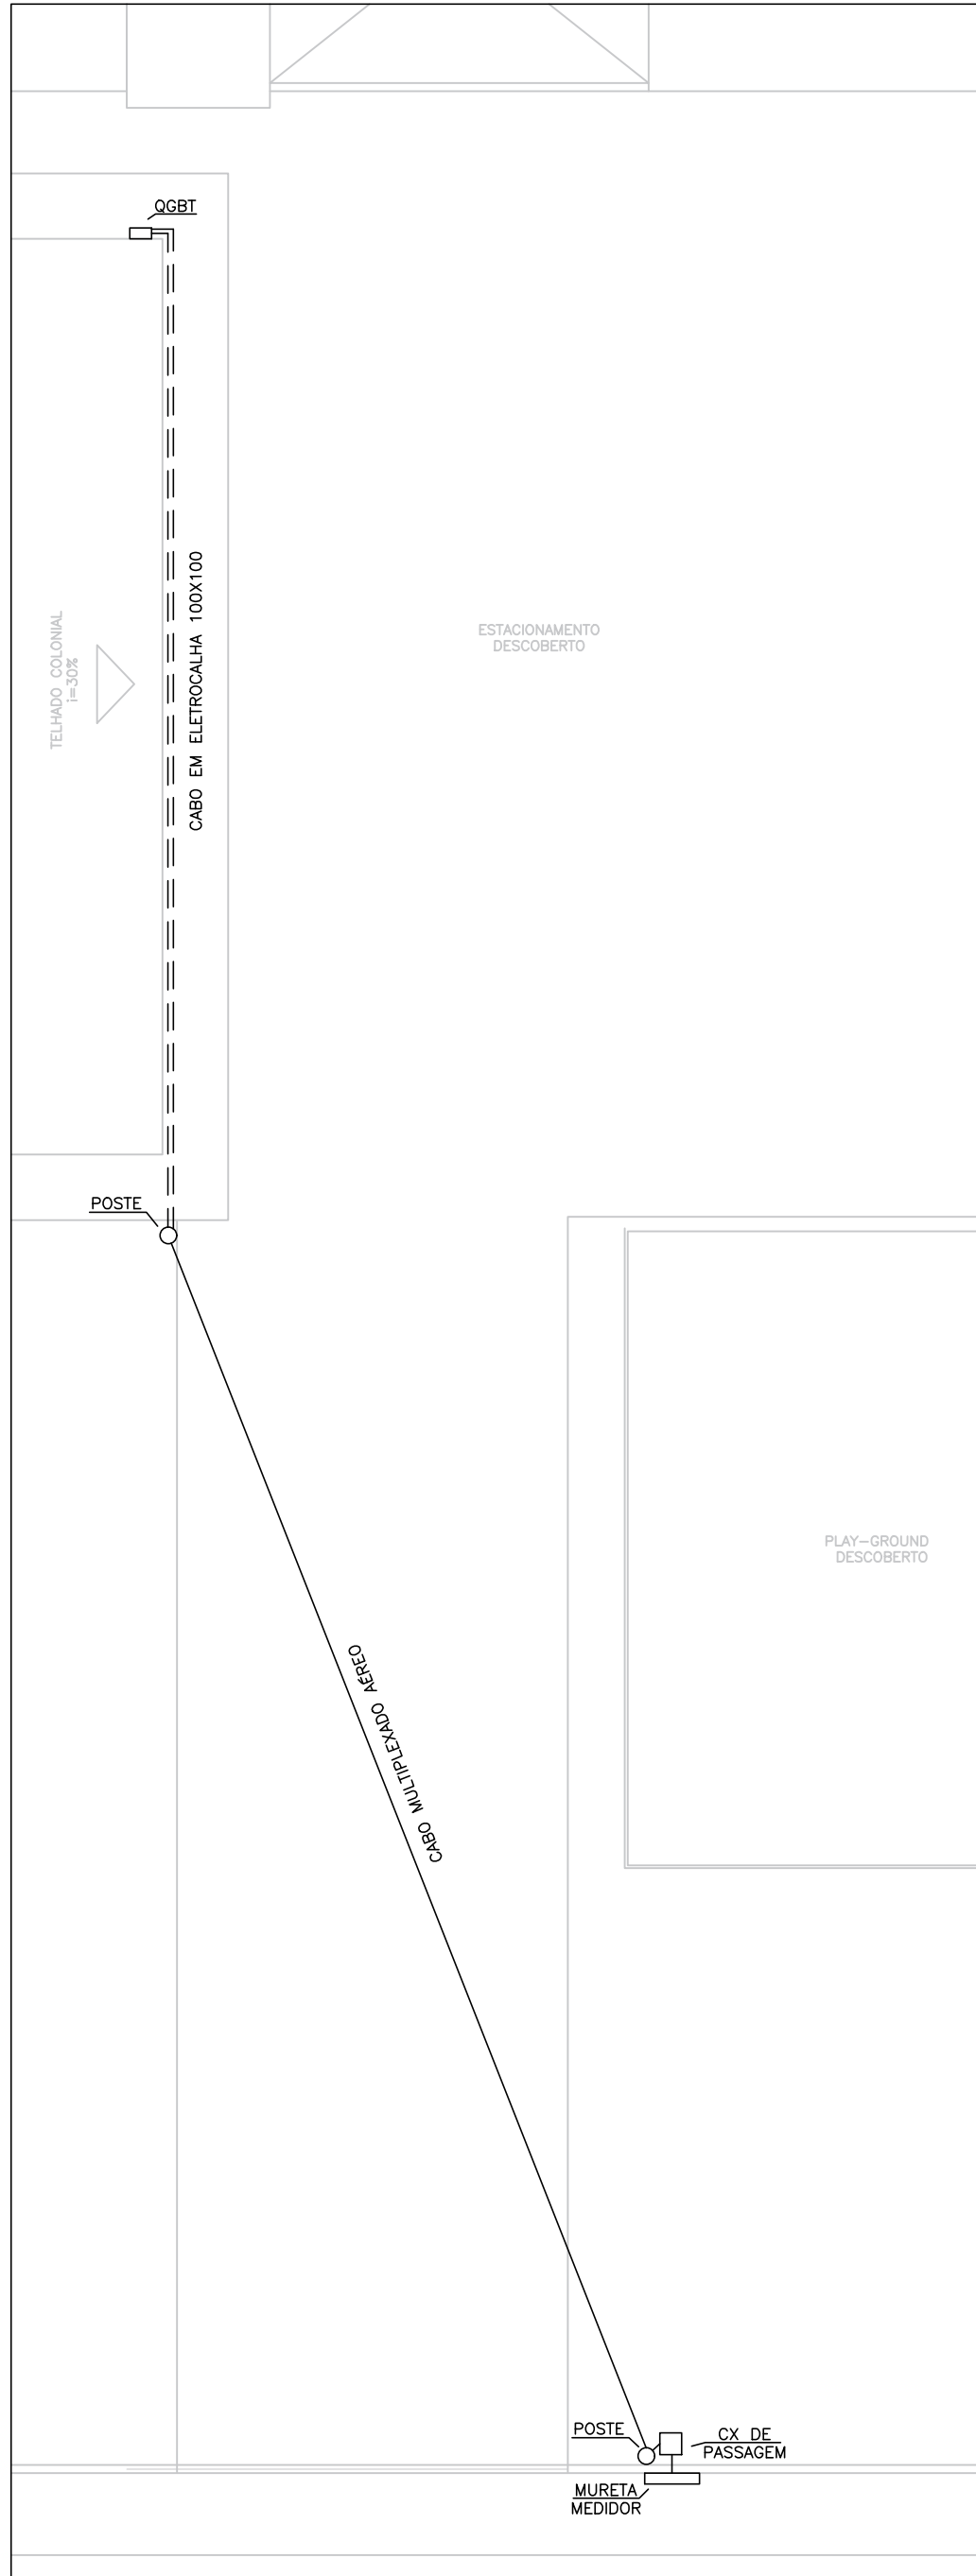 QGBT
CABO EM ELETROCALHA 100X100
TELHADO COLONIAL
i=30%
ESTACIONAMENTO
DESCOBERTO
POSTE
PLAY-GROUND
DESCOBERTO
CABO MULTIPLEXADO AÉREO
POSTE
CX DE
PASSAGEM
MURETA
MEDIDOR